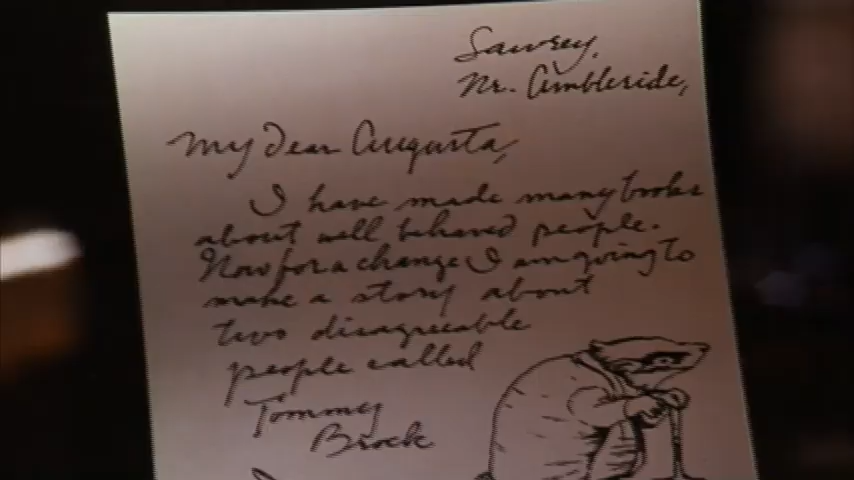 Sawrey,
Nr. Ambleside,
My Dear Augusta,
I have made many books
about well behaved people.
Now for a change I am going to
make a story about
two disagreeable
people called
Tommy
Brock